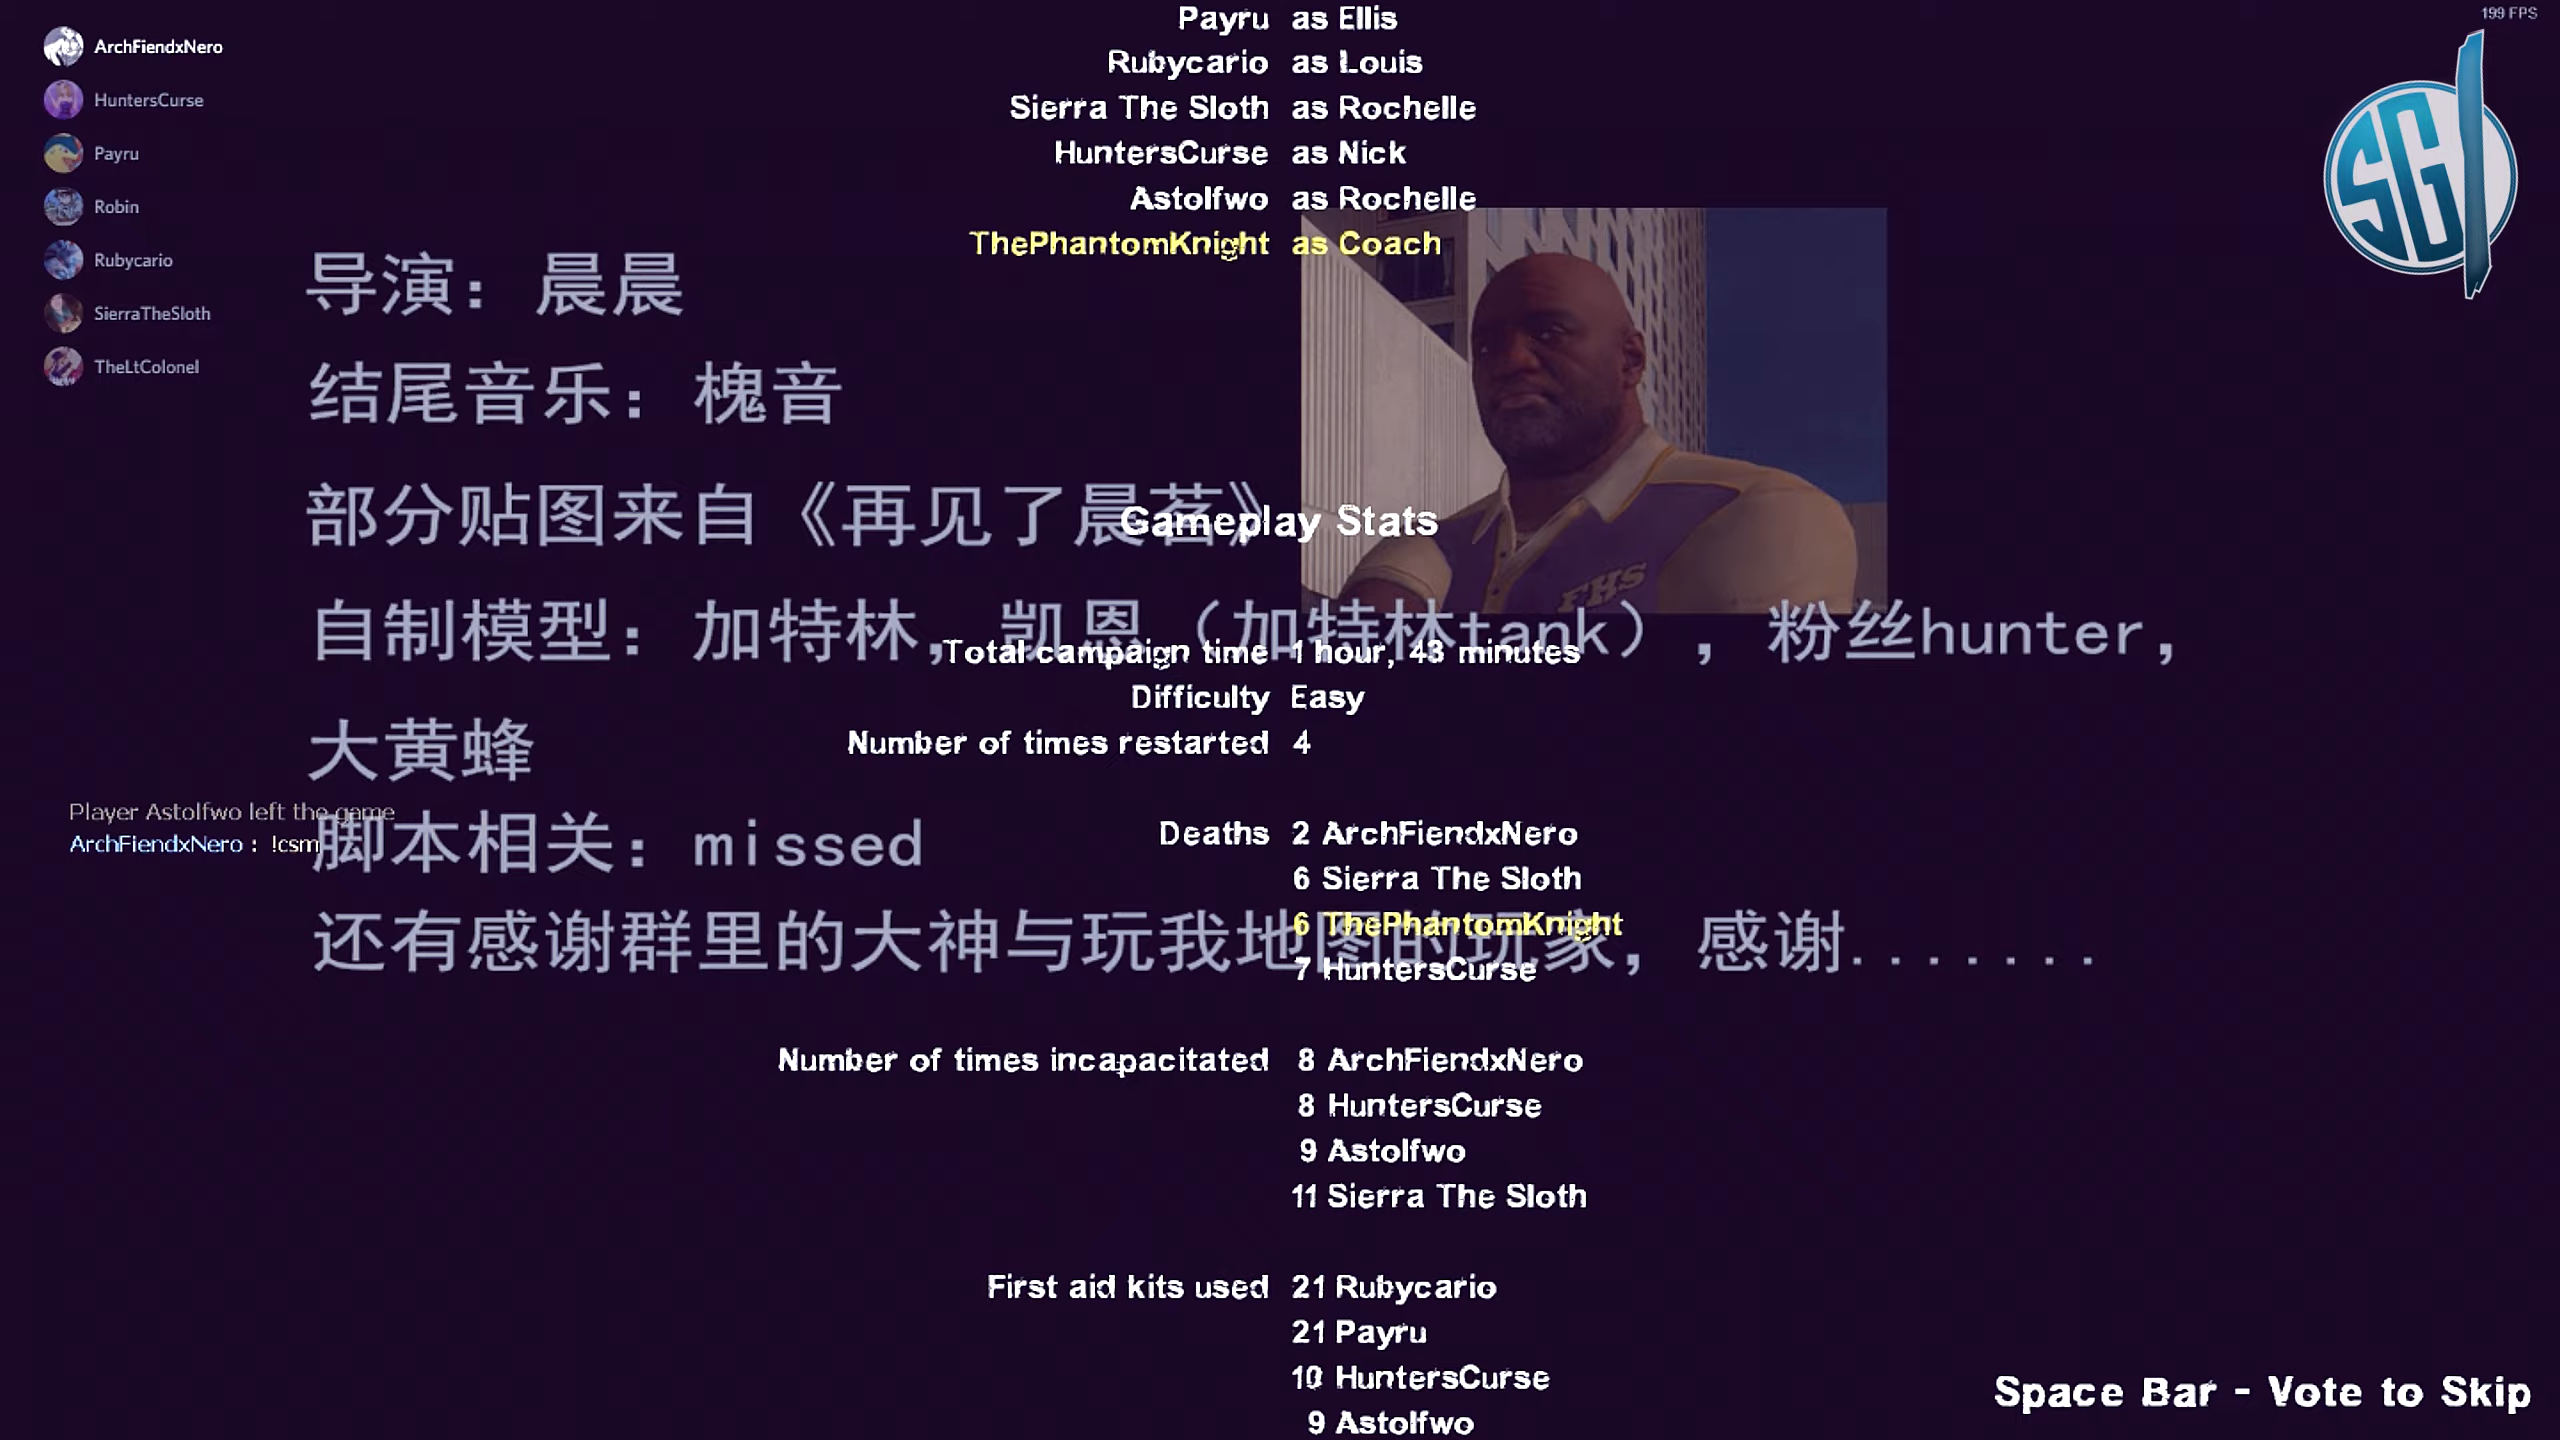 199 FPS
SG
ArchFiendxNero
HuntersCurse
Payru
Robin
Rubycario
SierraTheSloth
TheLtColonel
Payru as Ellis
Rubycario as Louis
Sierra The Sloth as Rochelle
HuntersCurse as Nick
Astolfwo as Rochelle
ThePhantomKnight as Coach
导演：晨晨
结尾音乐：槐音
部分贴图来自《再见了晨茗》
自制模型：加特林，凯恩（加特林tank），粉丝hunter，
大黄蜂
脚本相关：missed
还有感谢群里的大神与玩我地图的玩家，感谢.......
FHS
Player Astolfwo left the game
ArchFiendxNero : !csm
Gameplay Stats
Total campaign time 1 hour, 43 minutes
Difficulty Easy
Number of times restarted 4
Deaths 2 ArchFiendxNero
6 Sierra The Sloth
6 ThePhantomKnight
7 HuntersCurse
Number of times incapacitated 8 ArchFiendxNero
8 HuntersCurse
9 Astolfwo
11 Sierra The Sloth
First aid kits used 21 Rubycario
21 Payru
10 HuntersCurse
9 Astolfwo
Space Bar - Vote to Skip